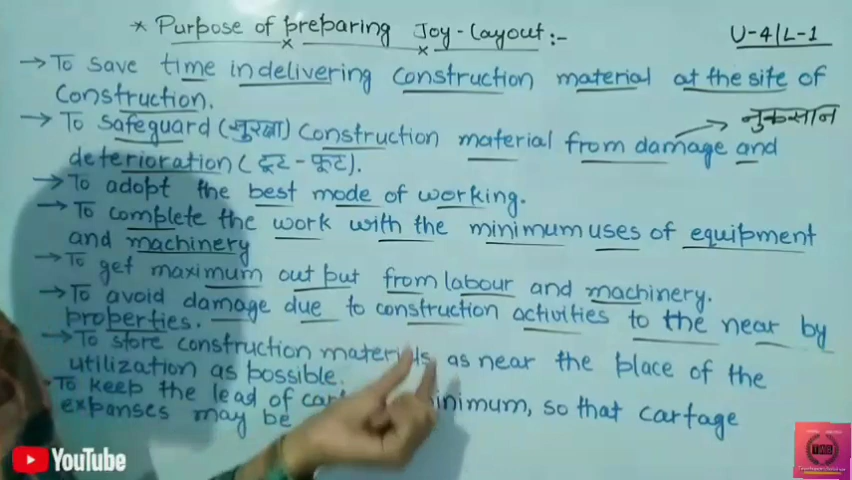 * Purpose of preparing Joy-Layout :-
U-4/L-1
→ To save time in delivering construction material at the site of
construction.
→ To safeguard (सुरक्षा) construction material from damage and → नुकसान
deterioration (टूट-फूट).
→ To adopt the best mode of working.
→ To complete the work with the minimum uses of equipment
and machinery
→ To get maximum out but from labour and machinery.
→ To avoid damage due to construction activities to the near by
properties.
→ To store construction materials as near the place of the
utilization as possible.
To keep the lead of minimum, so that cartage
expanses may be
YouTube